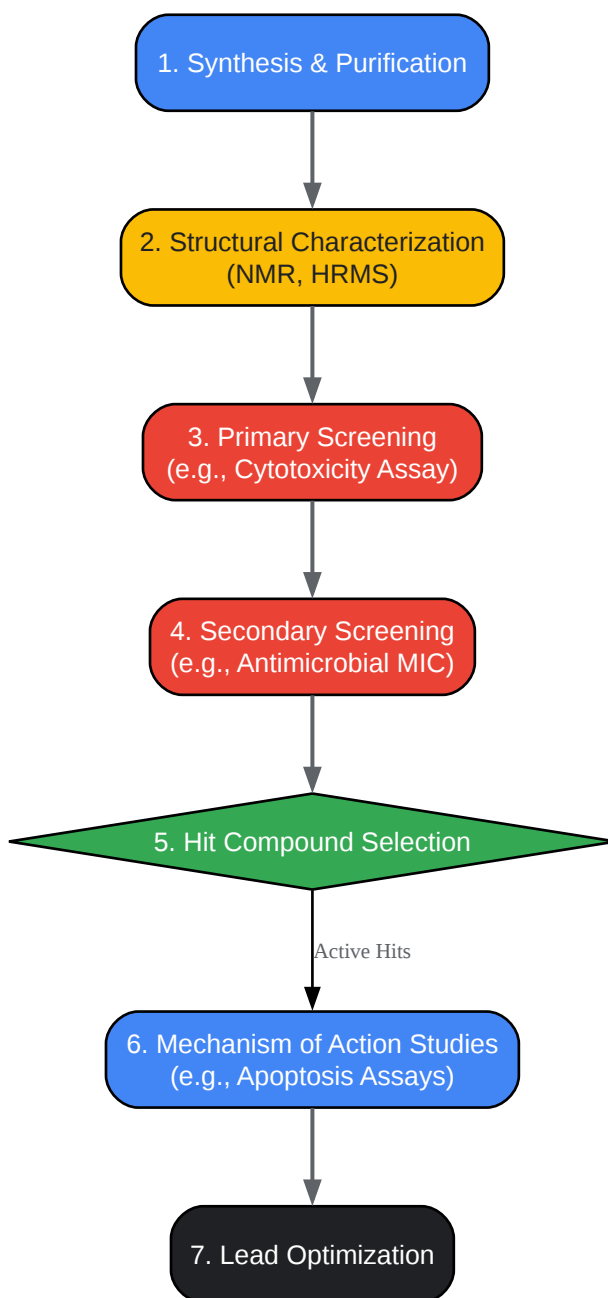 1. Synthesis & Purification
2. Structural Characterization
(NMR, HRMS)
3. Primary Screening
(e.g., Cytotoxicity Assay)
4. Secondary Screening
(e.g., Antimicrobial MIC)
5. Hit Compound Selection
Active Hits
6. Mechanism of Action Studies
(e.g., Apoptosis Assays)
7. Lead Optimization